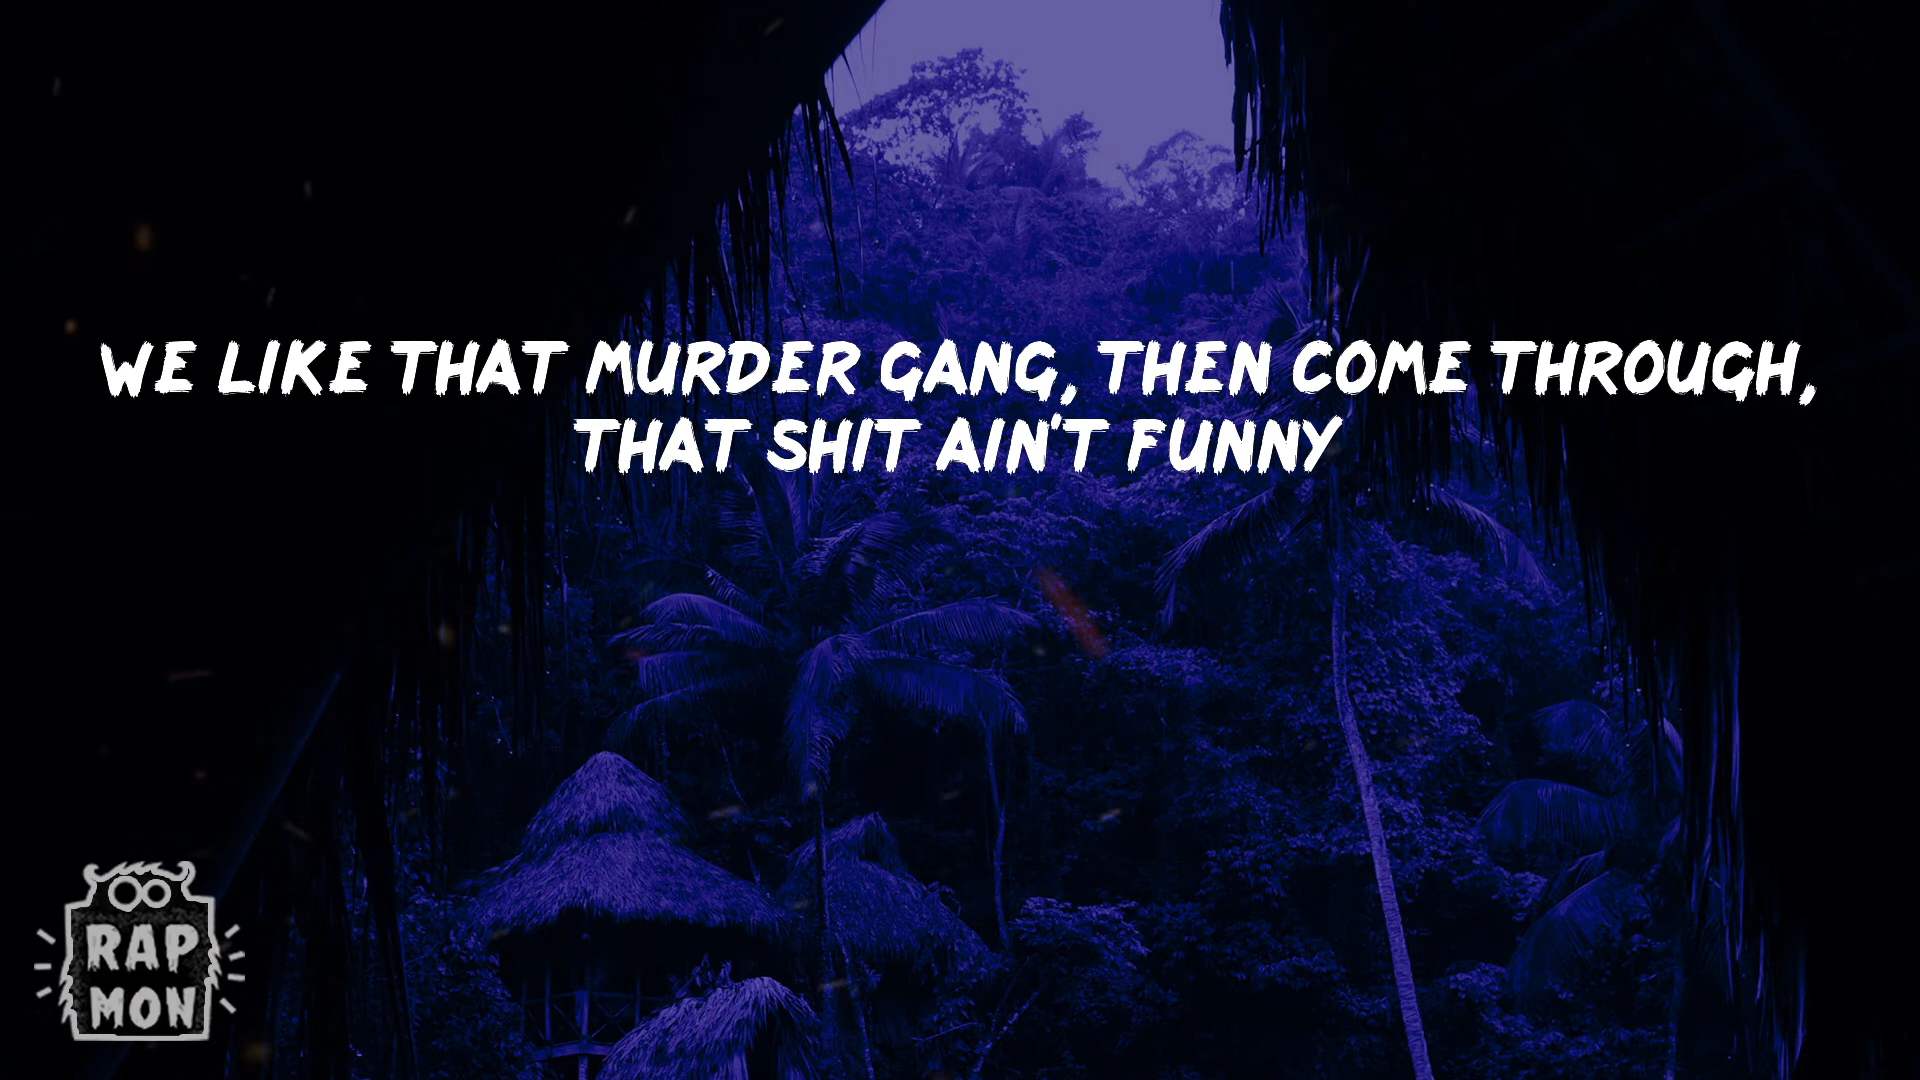 WE LIKE THAT MURDER GANG, THEN COME THROUGH,
THAT SHIT AIN'T FUNNY
RAP
MON